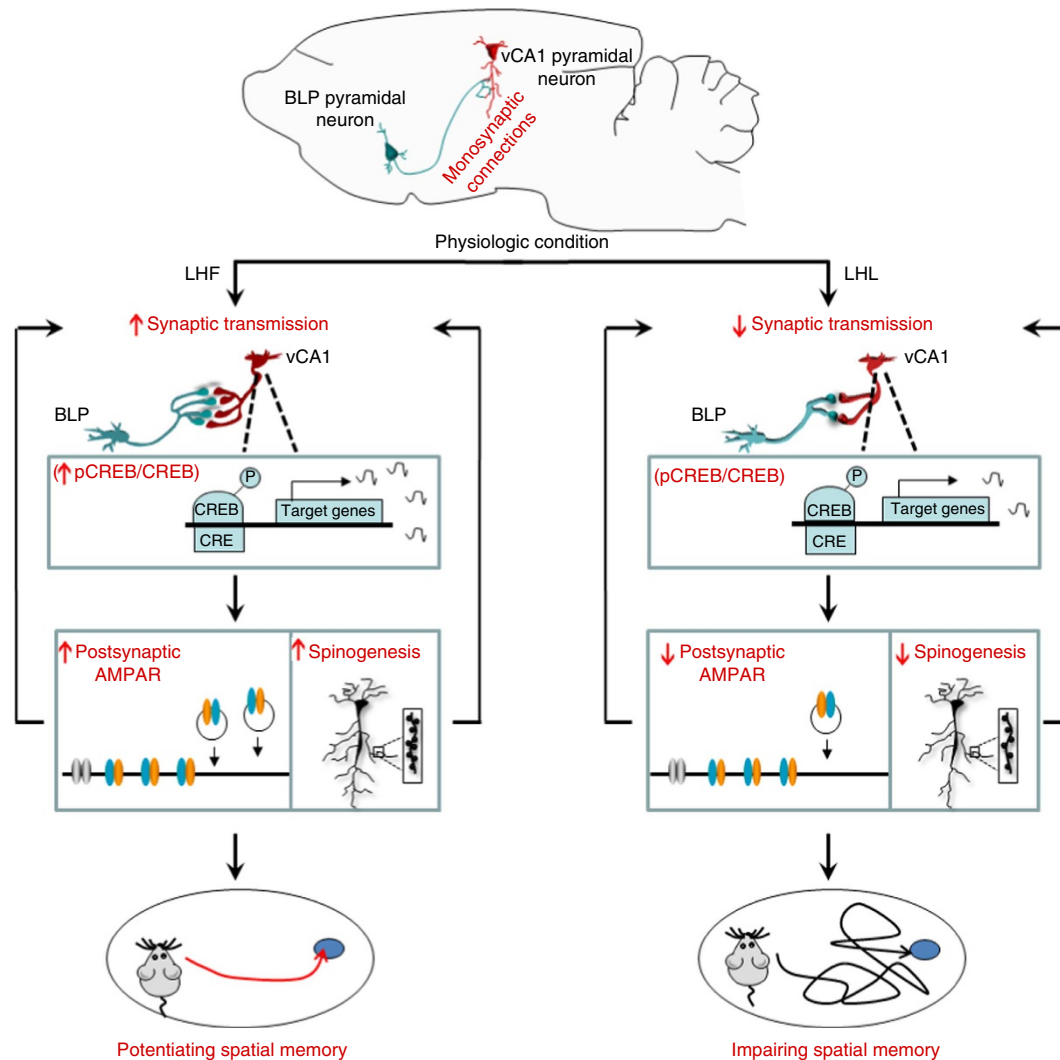 vCA1 pyramidal
neuron
BLP pyramidal
neuron
Monosynaptic
connections
Physiologic condition
LHF
LHL
↑ Synaptic transmission
vCA1
BLP
(↑ pCREB/CREB)
P
CREB
Target genes
CRE
↑ Postsynaptic
AMPAR
↑ Spinogenesis
Potentiating spatial memory
↓ Synaptic transmission
vCA1
BLP
(pCREB/CREB)
P
CREB
Target genes
CRE
↓ Postsynaptic
AMPAR
↓ Spinogenesis
Impairing spatial memory